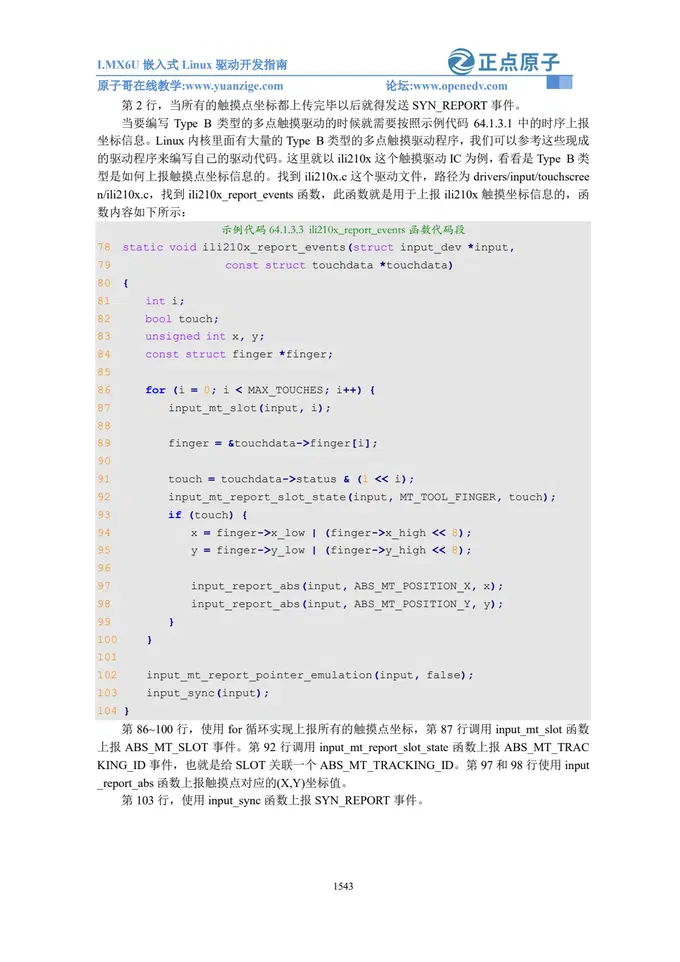 I.MX6U 嵌入式 Linux 驱动开发指南
正点原子
原子哥在线教学:www.yuanzige.com 论坛:www.openedv.com
第 2 行，当所有的触摸点坐标都上传完毕以后就得发送 SYN_REPORT 事件。
当要编写 Type B 类型的多点触摸驱动的时候就需要按照示例代码 64.1.3.1 中的时序上报
坐标信息。Linux 内核里面有大量的 Type B 类型的多点触摸驱动程序，我们可以参考这些现成
的驱动程序来编写自己的驱动代码。这里就以 ili210x 这个触摸驱动 IC 为例，看看是 Type B 类
型是如何上报触摸点坐标信息的。找到 ili210x.c 这个驱动文件，路径为 drivers/input/touchscree
n/ili210x.c，找到 ili210x_report_events 函数，此函数就是用于上报 ili210x 触摸坐标信息的，函
数内容如下所示：
示例代码 64.1.3.3 ili210x_report_events 函数代码段
78 static void ili210x_report_events(struct input_dev *input,
79 const struct touchdata *touchdata)
80 {
81 int i;
82 bool touch;
83 unsigned int x, y;
84 const struct finger *finger;
85
86 for (i = 0; i < MAX_TOUCHES; i++) {
87 input_mt_slot(input, i);
88
89 finger = &touchdata->finger[i];
90
91 touch = touchdata->status & (1 << i);
92 input_mt_report_slot_state(input, MT_TOOL_FINGER, touch);
93 if (touch) {
94 x = finger->x_low | (finger->x_high << 8);
95 y = finger->y_low | (finger->y_high << 8);
96
97 input_report_abs(input, ABS_MT_POSITION_X, x);
98 input_report_abs(input, ABS_MT_POSITION_Y, y);
99 }
100 }
101
102 input_mt_report_pointer_emulation(input, false);
103 input_sync(input);
104 }
第 86~100 行，使用 for 循环实现上报所有的触摸点坐标，第 87 行调用 input_mt_slot 函数
上报 ABS_MT_SLOT 事件。第 92 行调用 input_mt_report_slot_state 函数上报 ABS_MT_TRAC
KING_ID 事件，也就是给 SLOT 关联一个 ABS_MT_TRACKING_ID。第 97 和 98 行使用 input
_report_abs 函数上报触摸点对应的(X,Y)坐标值。
第 103 行，使用 input_sync 函数上报 SYN_REPORT 事件。
1543